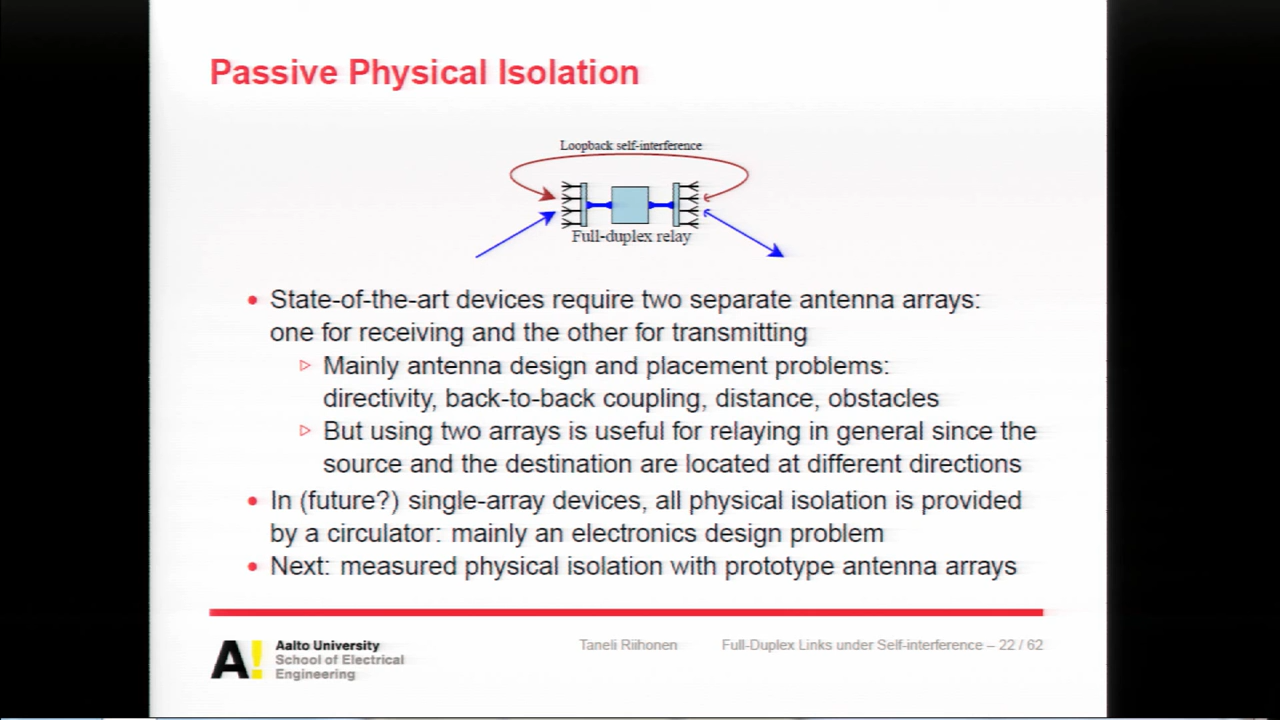 Passive Physical Isolation
Loopback self-interference
Full-duplex relay
• State-of-the-art devices require two separate antenna arrays:
one for receiving and the other for transmitting
▷ Mainly antenna design and placement problems:
directivity, back-to-back coupling, distance, obstacles
▷ But using two arrays is useful for relaying in general since the
source and the destination are located at different directions
• In (future?) single-array devices, all physical isolation is provided
by a circulator: mainly an electronics design problem
• Next: measured physical isolation with prototype antenna arrays
A! Aalto University
School of Electrical
Engineering
Taneli Riihonen
Full-Duplex Links under Self-interference – 22 / 62